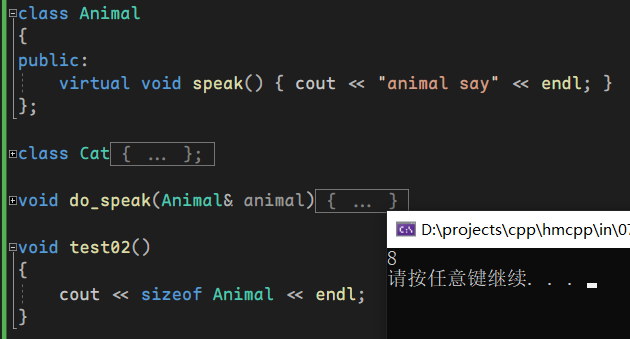 class Animal
{
public:
    virtual void speak() { cout << "animal say" << endl; }
};
class Cat { ... };
void do_speak(Animal& animal) { ... }
void test02()
{
    cout << sizeof Animal << endl;
}
D:\projects\cpp\hmcpp\in\07
8
请按任意键继续. . .